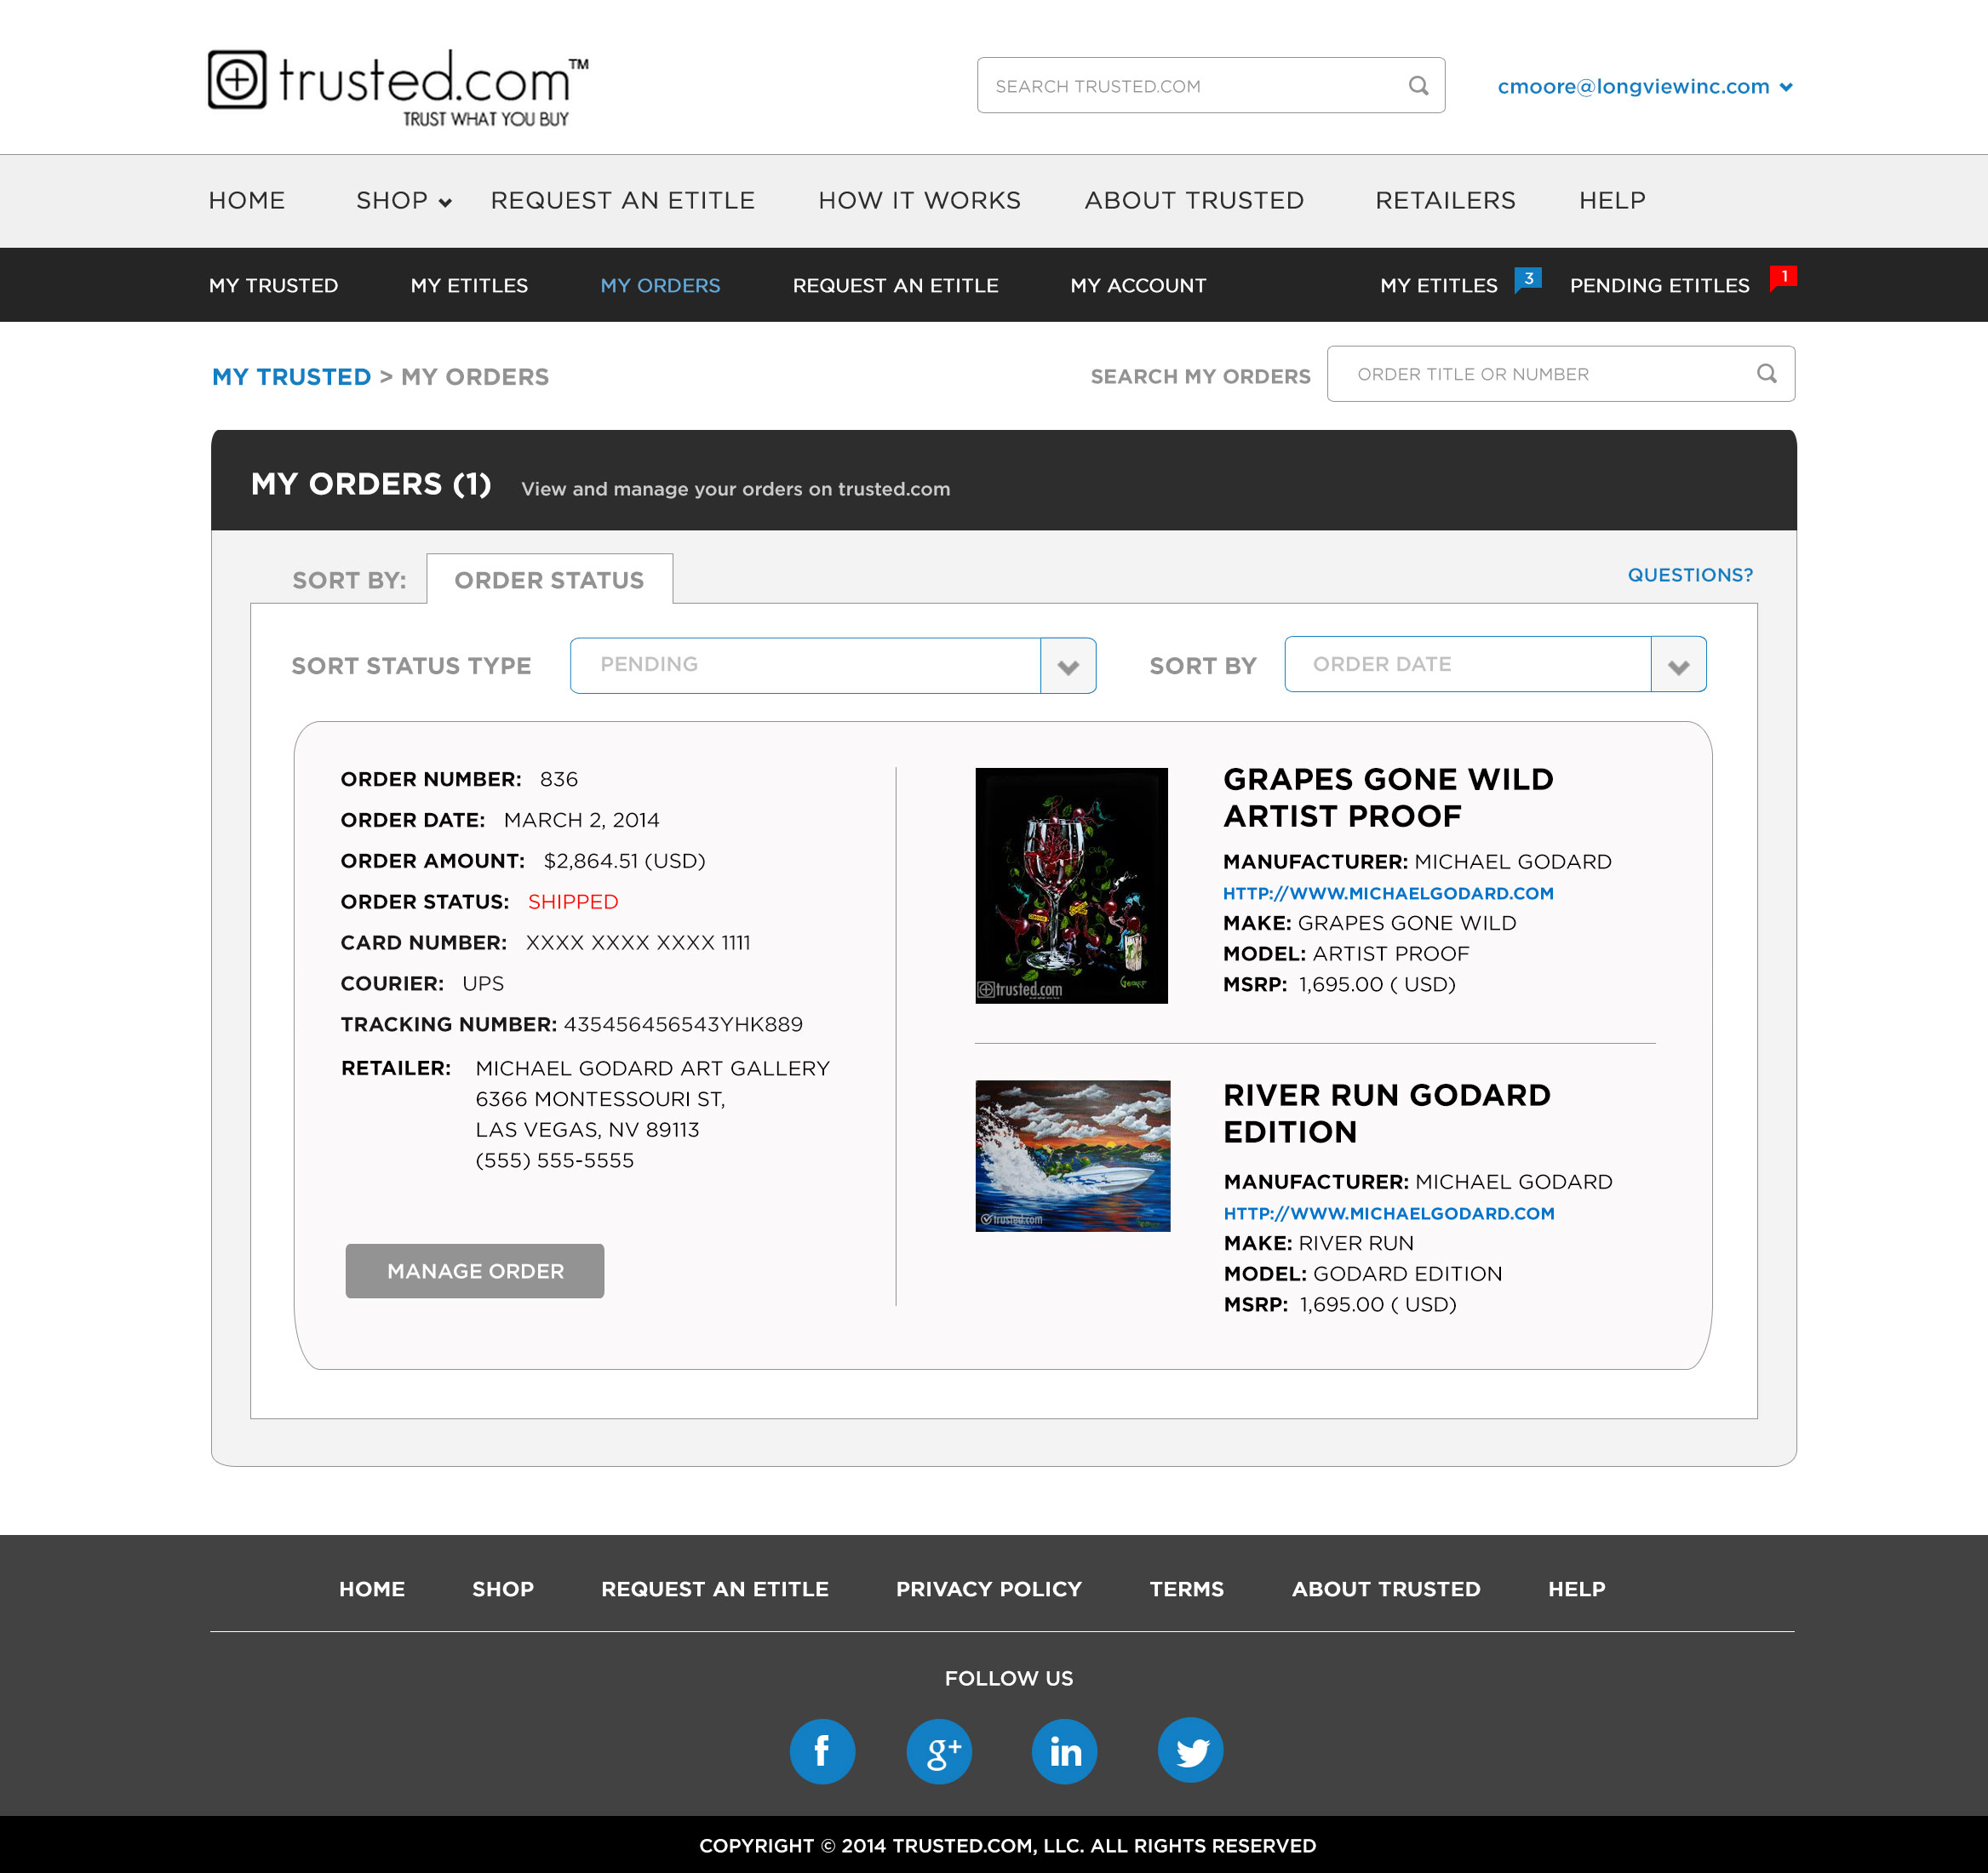 trusted.com™
TRUST WHAT YOU BUY
SEARCH TRUSTED.COM
cmoore@longviewinc.com
HOME SHOP REQUEST AN ETITLE HOW IT WORKS ABOUT TRUSTED RETAILERS HELP
MY TRUSTED MY ETITLES MY ORDERS REQUEST AN ETITLE MY ACCOUNT MY ETITLES 3 PENDING ETITLES 1
MY TRUSTED > MY ORDERS
SEARCH MY ORDERS ORDER TITLE OR NUMBER
MY ORDERS (1) View and manage your orders on trusted.com
SORT BY: ORDER STATUS
QUESTIONS?
SORT STATUS TYPE PENDING
SORT BY ORDER DATE
ORDER NUMBER: 836
ORDER DATE: MARCH 2, 2014
ORDER AMOUNT: $2,864.51 (USD)
ORDER STATUS: SHIPPED
CARD NUMBER: XXXX XXXX XXXX 1111
COURIER: UPS
TRACKING NUMBER: 435456456543YHK889
RETAILER: MICHAEL GODARD ART GALLERY
6366 MONTESSOURI ST,
LAS VEGAS, NV 89113
(555) 555-5555
MANAGE ORDER
trusted.com
GRAPES GONE WILD
ARTIST PROOF
MANUFACTURER: MICHAEL GODARD
HTTP://WWW.MICHAELGODARD.COM
MAKE: GRAPES GONE WILD
MODEL: ARTIST PROOF
MSRP: 1,695.00 ( USD)
trusted.com
RIVER RUN GODARD
EDITION
MANUFACTURER: MICHAEL GODARD
HTTP://WWW.MICHAELGODARD.COM
MAKE: RIVER RUN
MODEL: GODARD EDITION
MSRP: 1,695.00 ( USD)
HOME SHOP REQUEST AN ETITLE PRIVACY POLICY TERMS ABOUT TRUSTED HELP
FOLLOW US
f g+ in
COPYRIGHT © 2014 TRUSTED.COM, LLC. ALL RIGHTS RESERVED